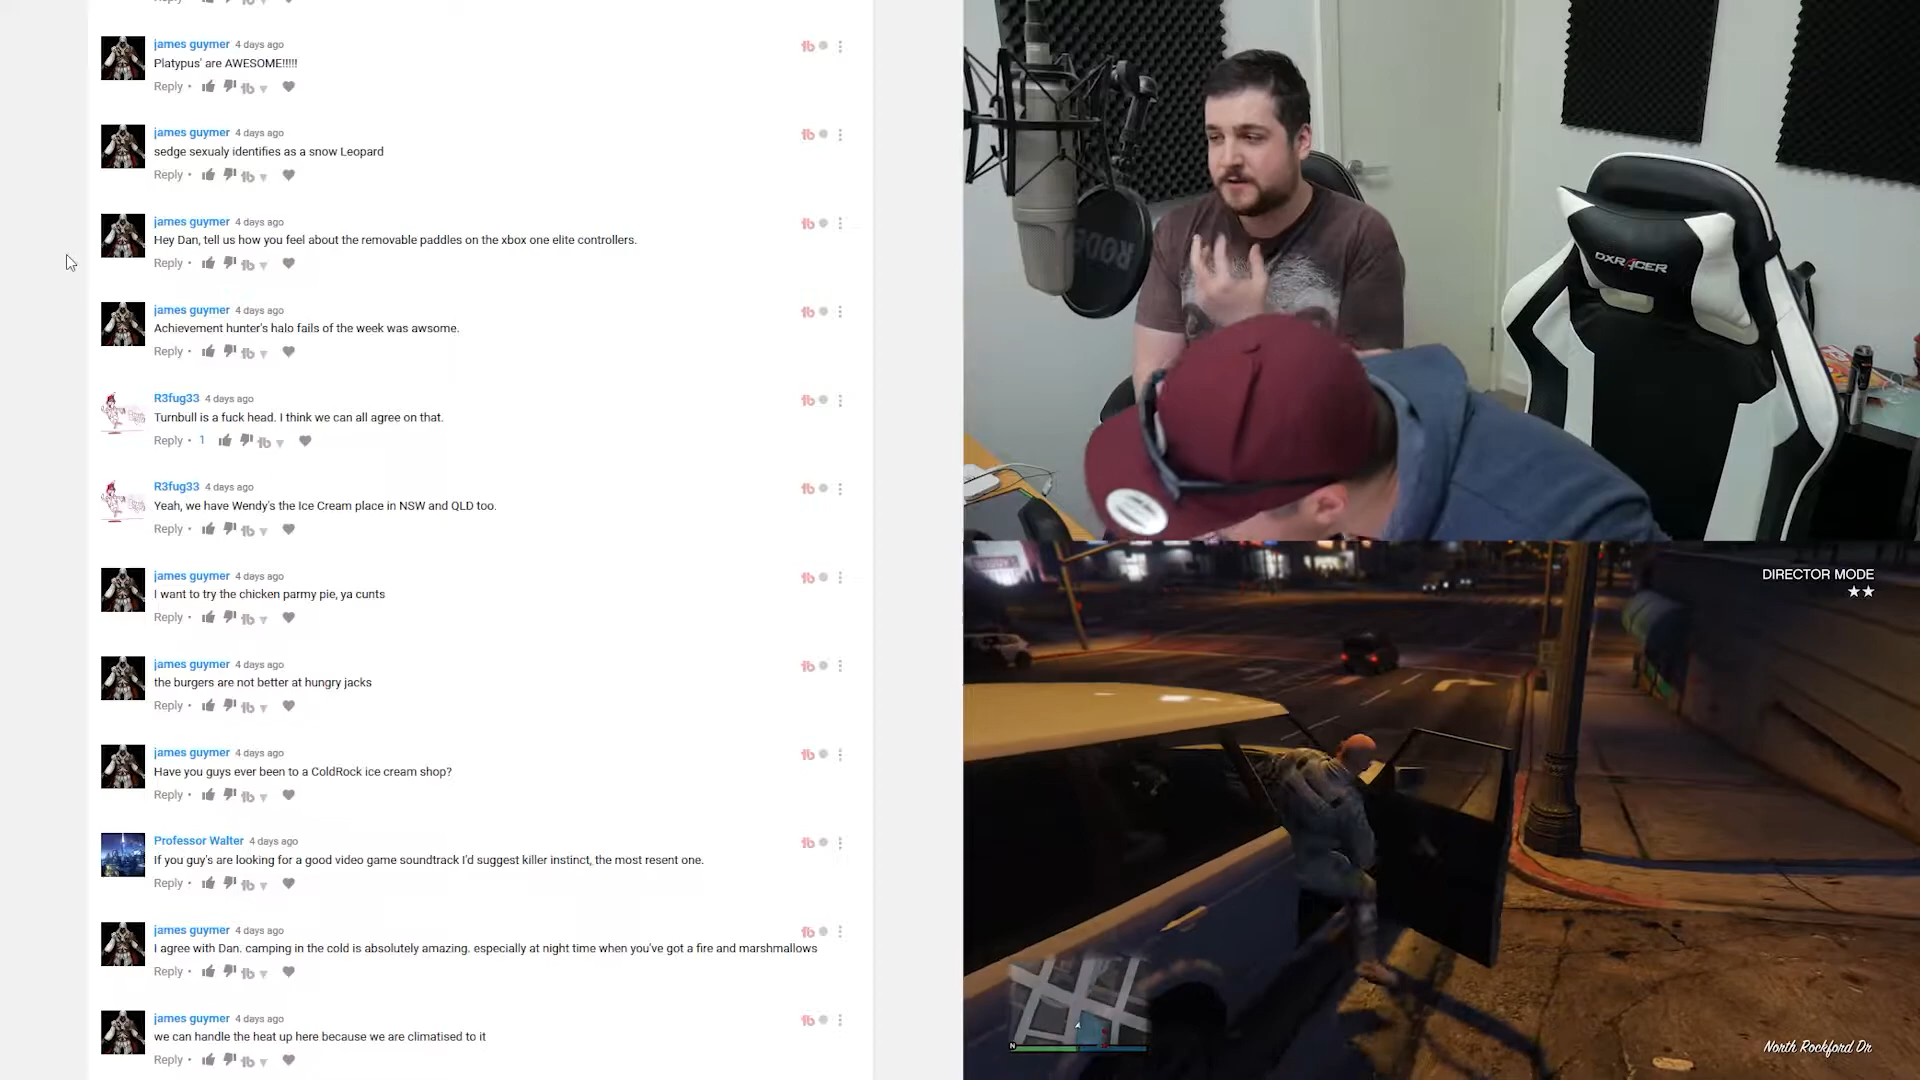 Reply
james guymer 4 days ago
Platypus' are AWESOME!!!!!
Reply •
james guymer 4 days ago
sedge sexualy identifies as a snow Leopard
Reply •
james guymer 4 days ago
Hey Dan, tell us how you feel about the removable paddles on the xbox one elite controllers.
Reply •
james guymer 4 days ago
Achievement hunter's halo fails of the week was awsome.
Reply •
R3fug33 4 days ago
Turnbull is a fuck head. I think we can all agree on that.
Reply • 1
R3fug33 4 days ago
Yeah, we have Wendy's the Ice Cream place in NSW and QLD too.
Reply •
james guymer 4 days ago
I want to try the chicken parmy pie, ya cunts
Reply •
james guymer 4 days ago
the burgers are not better at hungry jacks
Reply •
james guymer 4 days ago
Have you guys ever been to a ColdRock ice cream shop?
Reply •
Professor Walter 4 days ago
If you guy's are looking for a good video game soundtrack I'd suggest killer instinct, the most resent one.
Reply •
james guymer 4 days ago
I agree with Dan. camping in the cold is absolutely amazing. especially at night time when you've got a fire and marshmallows
Reply •
james guymer 4 days ago
we can handle the heat up here because we are climatised to it
Reply •
RODE
DXRACER
DIRECTOR MODE
N
North Rockford Dr